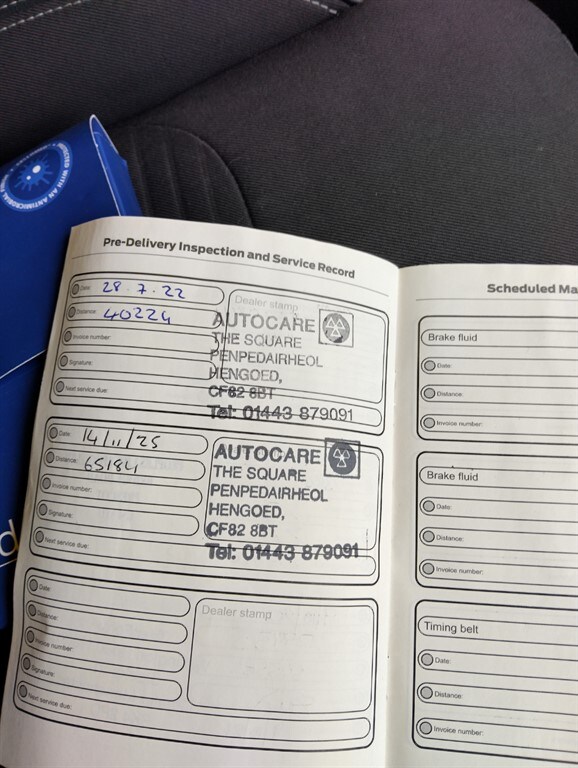 PROTECTED WITH AN ANTIMICROBIAL
Pre-Delivery Inspection and Service Record
Date: 28.7.22
Distance: 40224
Invoice number:
Signature:
Next service due:
Dealer stamp
AUTOCARE
THE SQUARE
PENPEDAIRHEOL
HENGOED,
CF82 8BT
Tel: 01443 879091
Date: 14/11/25
Distance: 65184
Invoice number:
Signature:
Next service due:
AUTOCARE
THE SQUARE
PENPEDAIRHEOL
HENGOED,
CF82 8BT
Tel: 01443 879091
Date:
Distance:
Invoice number:
Signature:
Next service due:
Dealer stamp
Scheduled Ma
Brake fluid
Date:
Distance:
Invoice number:
Brake fluid
Date:
Distance:
Invoice number:
Timing belt
Date:
Distance:
Invoice number:
d